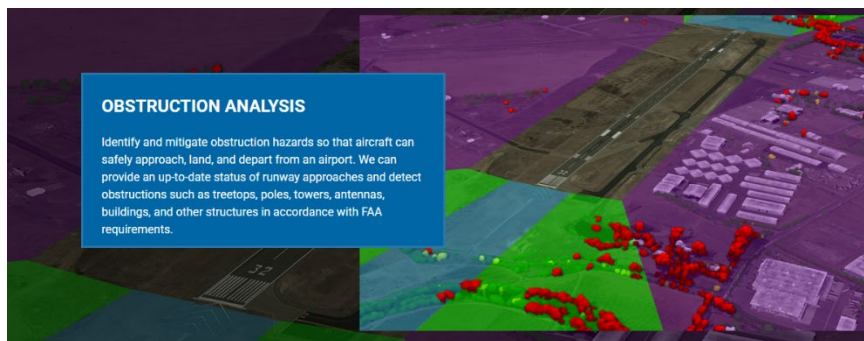 OBSTRUCTION ANALYSIS
Identify and mitigate obstruction hazards so that aircraft can
safely approach, land, and depart from an airport. We can
provide an up-to-date status of runway approaches and detect
obstructions such as treetops, poles, towers, antennas,
buildings, and other structures in accordance with FAA
requirements.
32